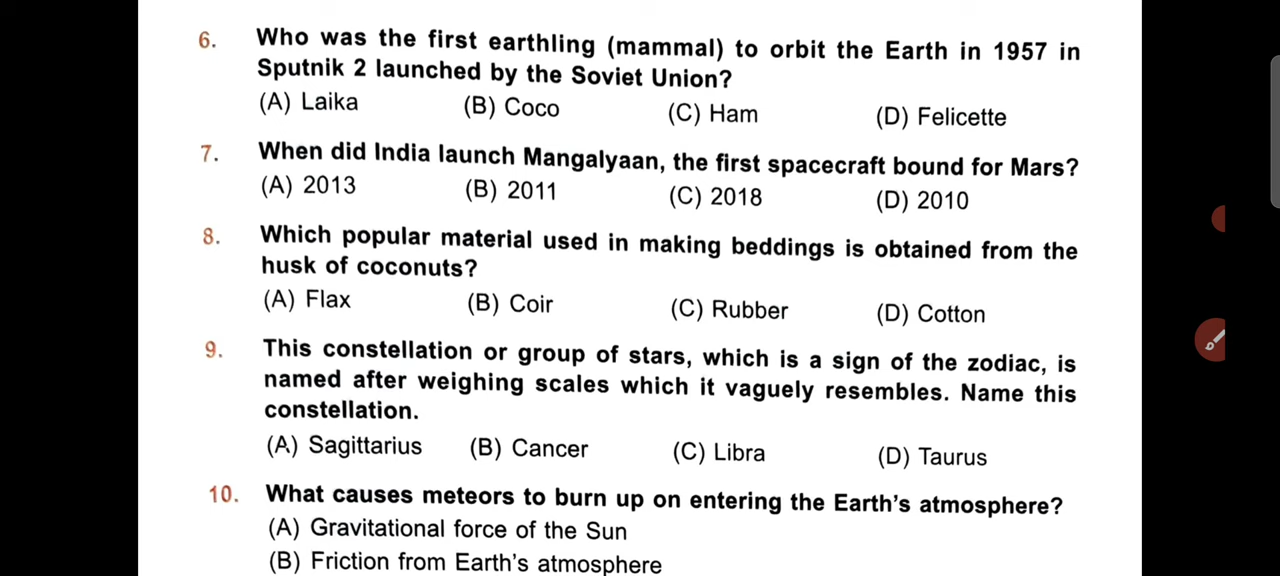 6. Who was the first earthling (mammal) to orbit the Earth in 1957 in
Sputnik 2 launched by the Soviet Union?
(A) Laika (B) Coco (C) Ham (D) Felicette
7. When did India launch Mangalyaan, the first spacecraft bound for Mars?
(A) 2013 (B) 2011 (C) 2018 (D) 2010
8. Which popular material used in making beddings is obtained from the
husk of coconuts?
(A) Flax (B) Coir (C) Rubber (D) Cotton
9. This constellation or group of stars, which is a sign of the zodiac, is
named after weighing scales which it vaguely resembles. Name this
constellation.
(A) Sagittarius (B) Cancer (C) Libra (D) Taurus
10. What causes meteors to burn up on entering the Earth's atmosphere?
(A) Gravitational force of the Sun
(B) Friction from Earth's atmosphere